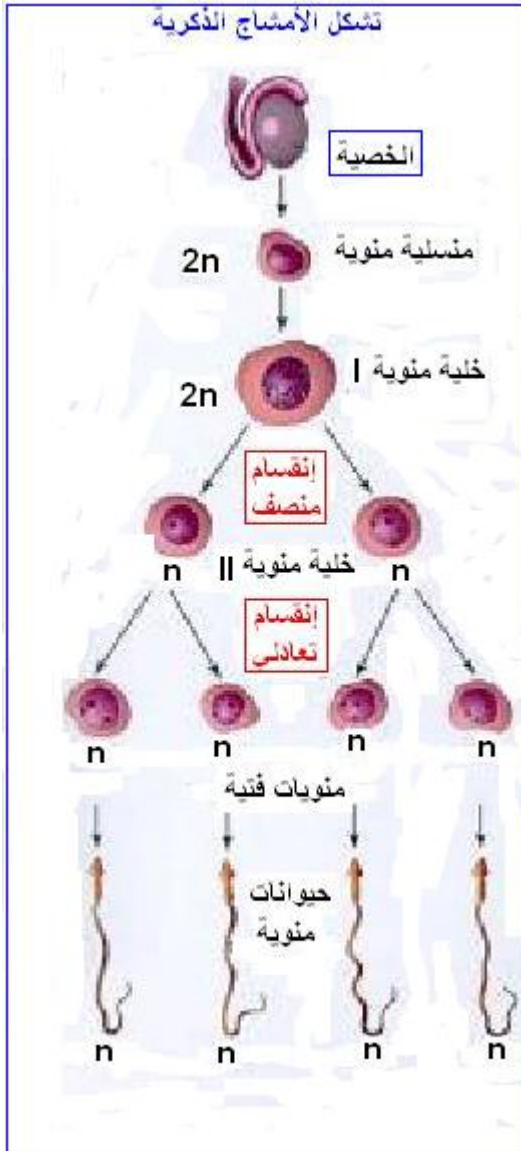 تشكل الأمشاج الذكرية
الخصية
منسلية منوية
2n
خلية منوية I
2n
إنقسام
منصف
n
خلية منوية II
n
إنقسام
تعادلي
n
n
n
n
منويات فتية
حيوانات
منوية
n
n
n
n